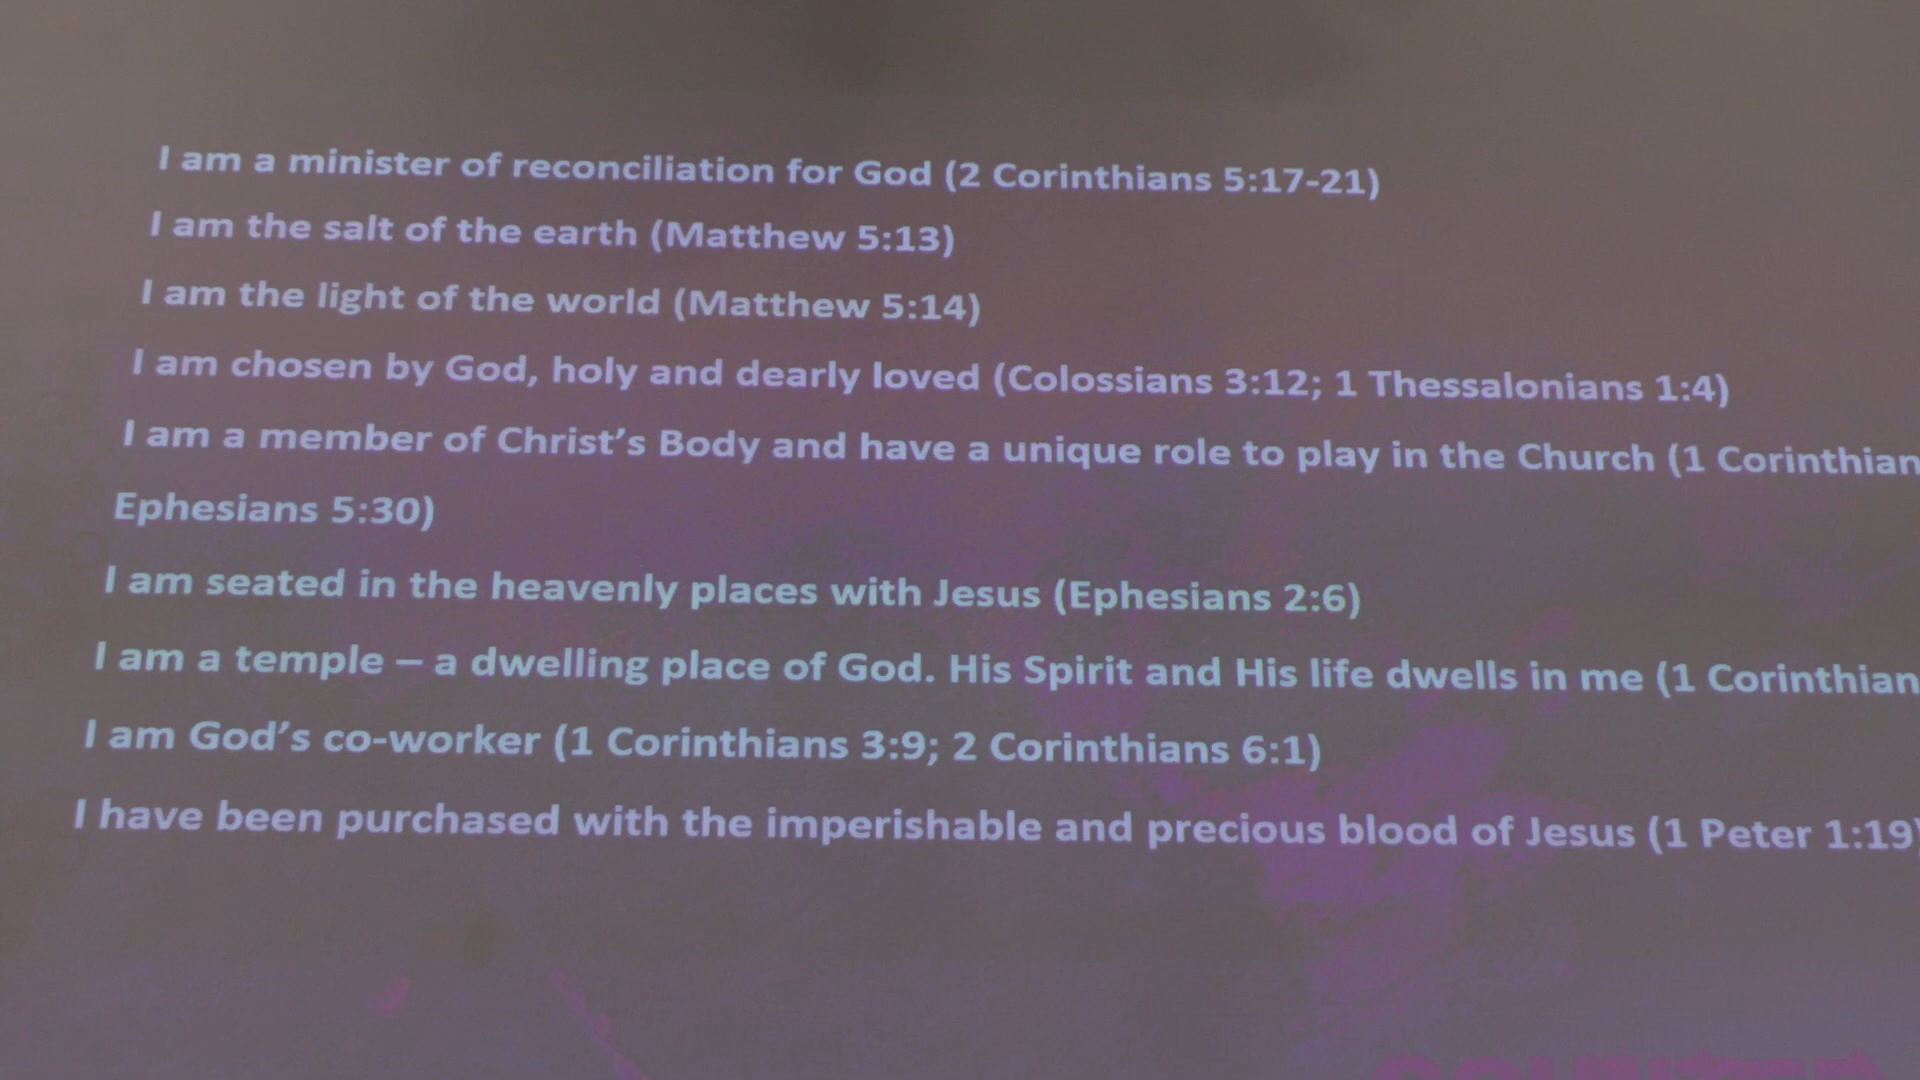 I am a minister of reconciliation for God (2 Corinthians 5:17-21)
I am the salt of the earth (Matthew 5:13)
I am the light of the world (Matthew 5:14)
I am chosen by God, holy and dearly loved (Colossians 3:12; 1 Thessalonians 1:4)
I am a member of Christ’s Body and have a unique role to play in the Church (1 Corinthian
Ephesians 5:30)
I am seated in the heavenly places with Jesus (Ephesians 2:6)
I am a temple – a dwelling place of God. His Spirit and His life dwells in me (1 Corinthian
I am God’s co-worker (1 Corinthians 3:9; 2 Corinthians 6:1)
I have been purchased with the imperishable and precious blood of Jesus (1 Peter 1:19)